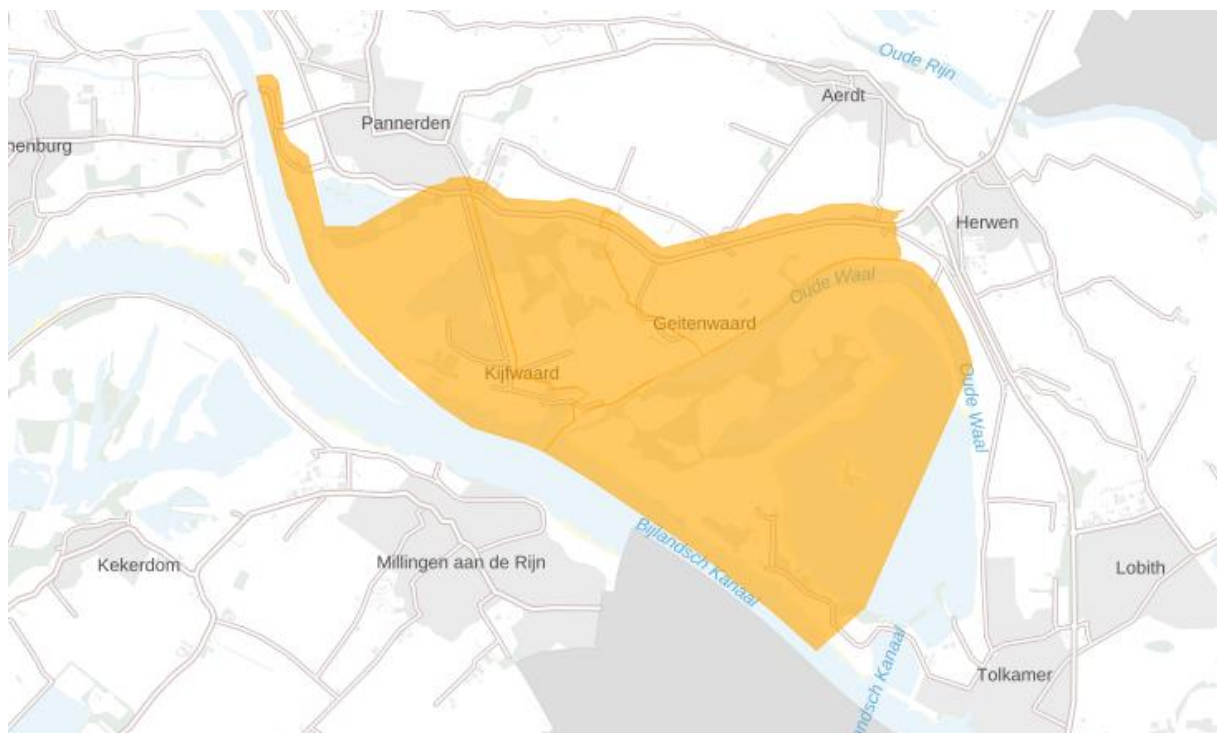 Oude Rijn
Aerdt
Pannerden
nenburg
Herwen
Oude Waal
Geitenwaard
Kijfwaard
Oude Waal
Bijlandsch Kanaal
Kekerdom
Millingen aan de Rijn
Lobith
andsch Kanaal
Tolkamer